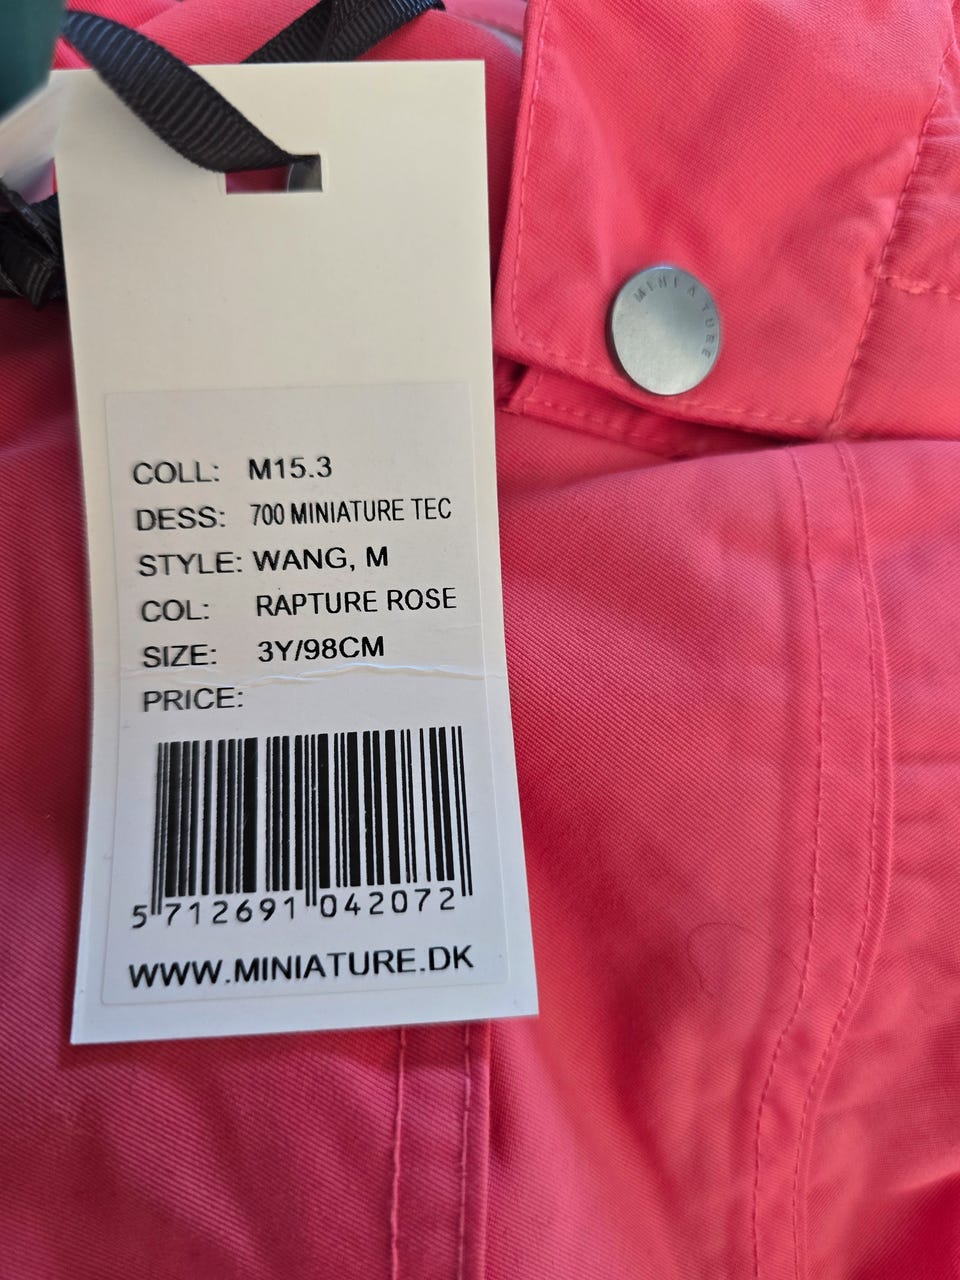 MINIATURE
COLL: M15.3
DESS: 700 MINIATURE TEC
STYLE: WANG, M
COL: RAPTURE ROSE
SIZE: 3Y/98CM
PRICE:
5 712691 042072
WWW.MINIATURE.DK